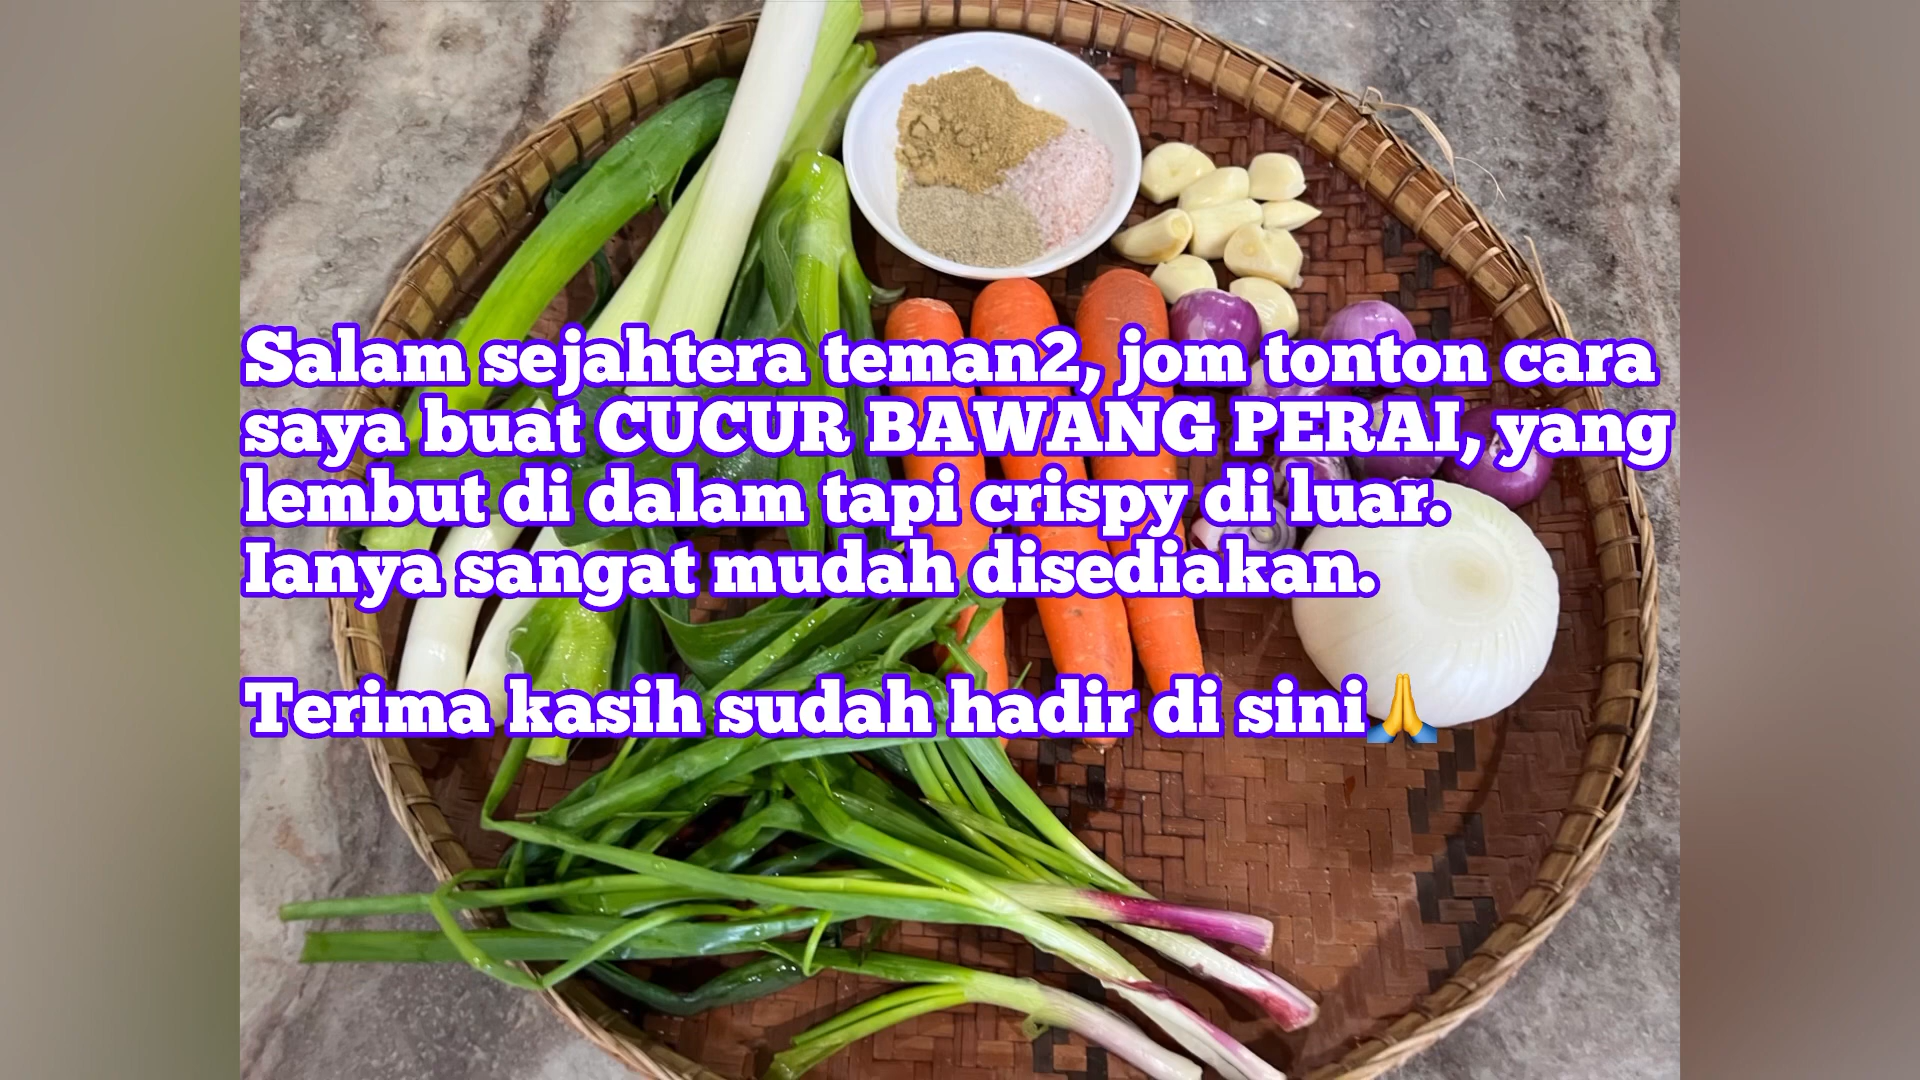 Salam sejahtera teman2, jom tonton cara
saya buat CUCUR BAWANG PERAI, yang
lembut di dalam tapi crispy di luar.
Ianya sangat mudah disediakan.
Terima kasih sudah hadir di sini🙏